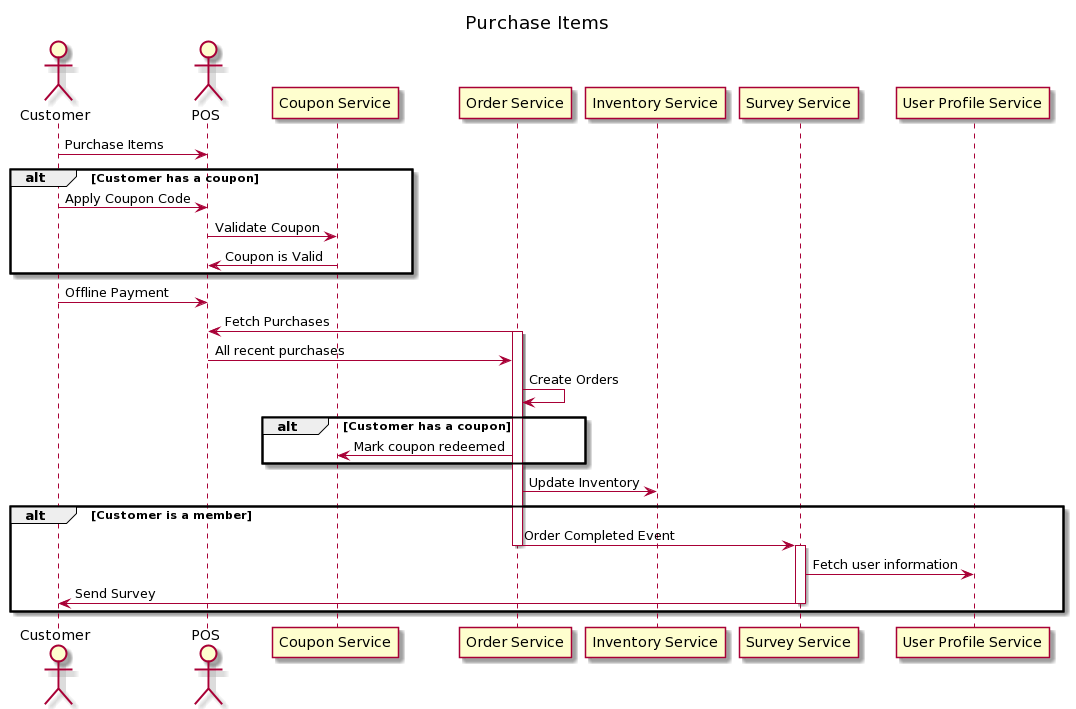 Purchase Items
Customer
POS
Coupon Service
Order Service
Inventory Service
Survey Service
User Profile Service
Purchase Items
alt
[Customer has a coupon]
Apply Coupon Code
Validate Coupon
Coupon is Valid
Offline Payment
Fetch Purchases
All recent purchases
Create Orders
alt
[Customer has a coupon]
Mark coupon redeemed
Update Inventory
alt
[Customer is a member]
Order Completed Event
Fetch user information
Send Survey
Customer
POS
Coupon Service
Order Service
Inventory Service
Survey Service
User Profile Service